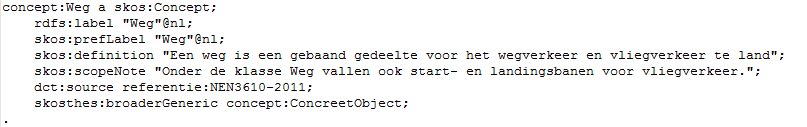 concept:Weg a skos:Concept;
    rdfs:label "Weg"@nl;
    skos:prefLabel "Weg"@nl;
    skos:definition "Een weg is een gebaand gedeelte voor het wegverkeer en vliegverkeer te land";
    skos:scopeNote "Onder de klasse Weg vallen ook start- en landingsbanen voor vliegverkeer.";
    dct:source referentie:NEN3610-2011;
    skosthes:broaderGeneric concept:ConcreetObject;
.